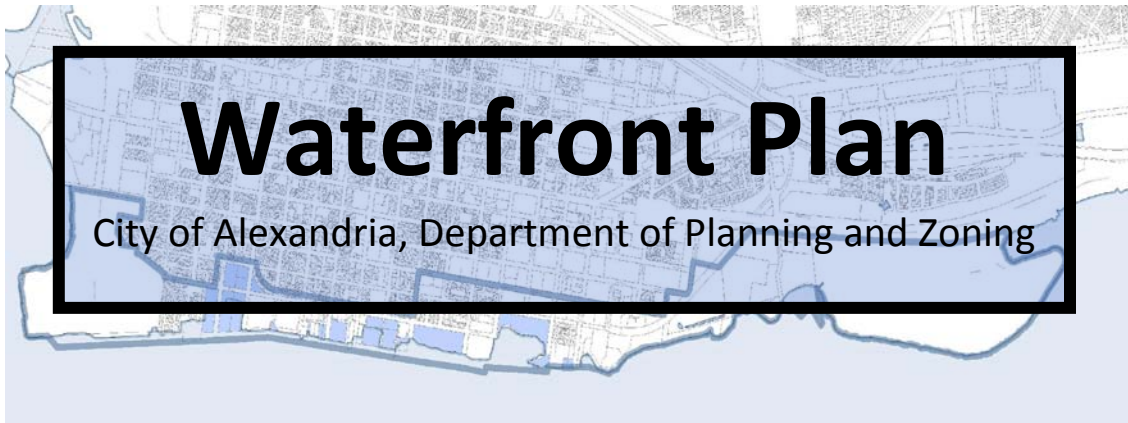 Waterfront Plan
City of Alexandria, Department of Planning and Zoning